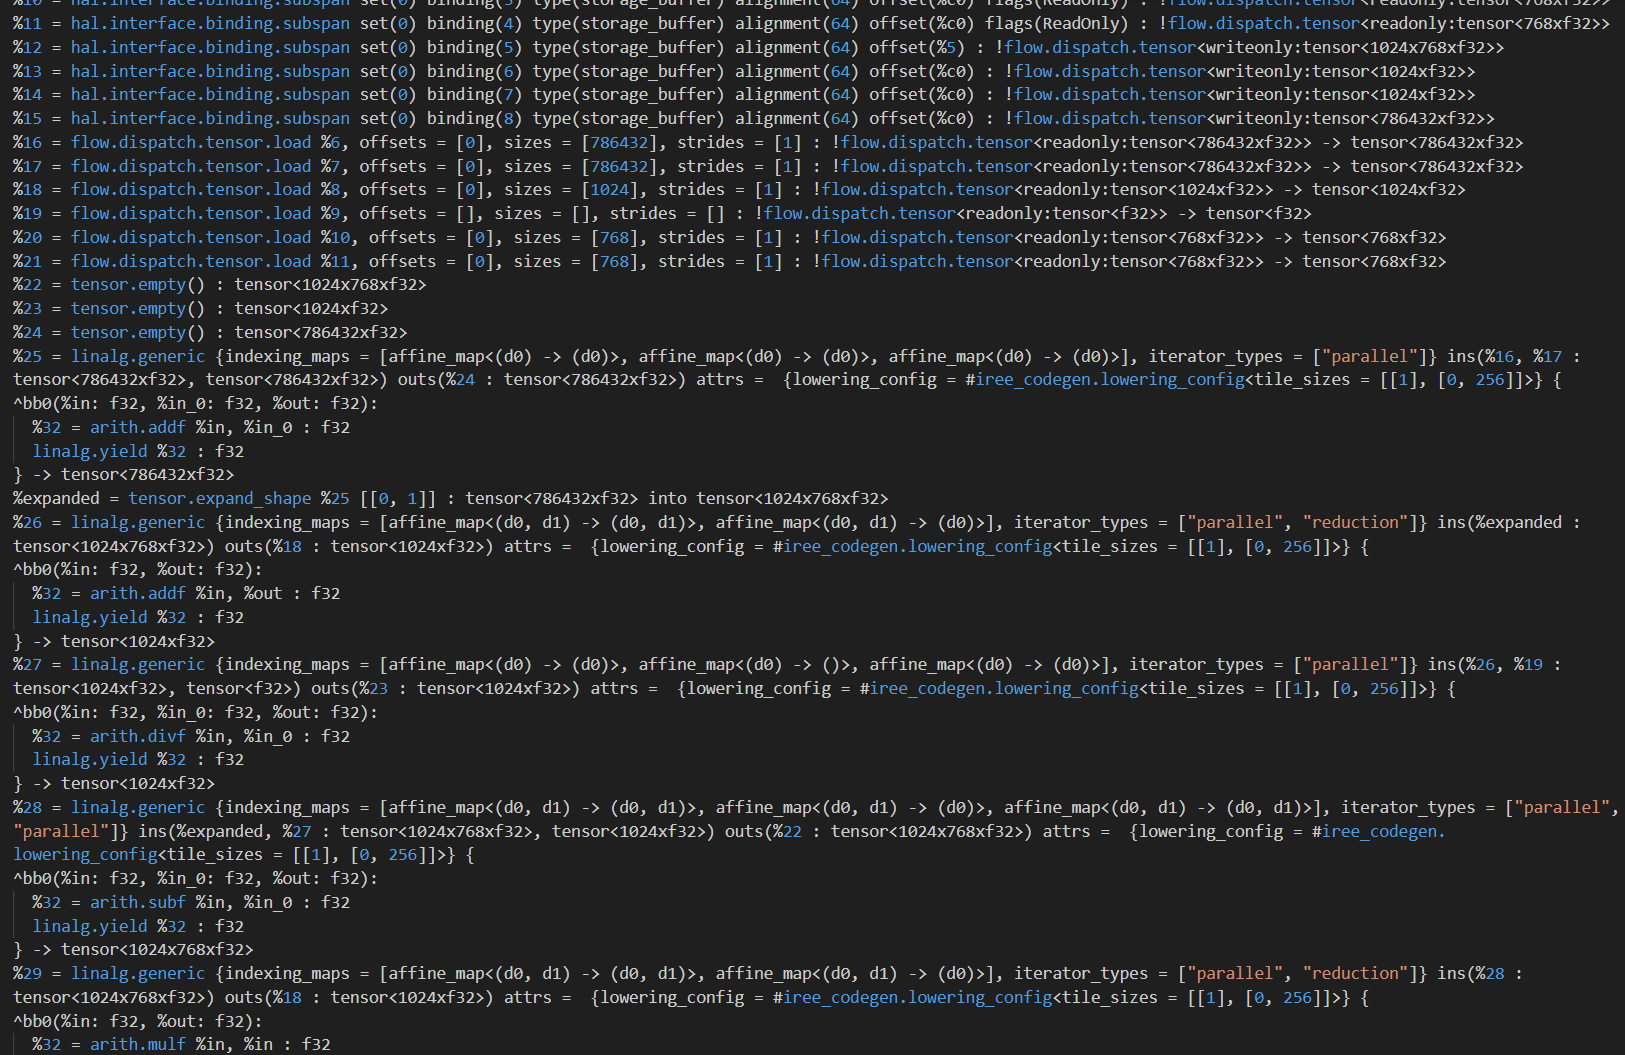 %10 = hal.interface.binding.subspan set(0) binding(3) type(storage_buffer) alignment(64) offset(%c0) flags(ReadOnly) : !flow.dispatch.tensor<readonly:tensor<768xf32>>
%11 = hal.interface.binding.subspan set(0) binding(4) type(storage_buffer) alignment(64) offset(%c0) flags(ReadOnly) : !flow.dispatch.tensor<readonly:tensor<768xf32>>
%12 = hal.interface.binding.subspan set(0) binding(5) type(storage_buffer) alignment(64) offset(%5) : !flow.dispatch.tensor<writeonly:tensor<1024x768xf32>>
%13 = hal.interface.binding.subspan set(0) binding(6) type(storage_buffer) alignment(64) offset(%c0) : !flow.dispatch.tensor<writeonly:tensor<1024xf32>>
%14 = hal.interface.binding.subspan set(0) binding(7) type(storage_buffer) alignment(64) offset(%c0) : !flow.dispatch.tensor<writeonly:tensor<1024xf32>>
%15 = hal.interface.binding.subspan set(0) binding(8) type(storage_buffer) alignment(64) offset(%c0) : !flow.dispatch.tensor<writeonly:tensor<786432xf32>>
%16 = flow.dispatch.tensor.load %6, offsets = [0], sizes = [786432], strides = [1] : !flow.dispatch.tensor<readonly:tensor<786432xf32>> -> tensor<786432xf32>
%17 = flow.dispatch.tensor.load %7, offsets = [0], sizes = [786432], strides = [1] : !flow.dispatch.tensor<readonly:tensor<786432xf32>> -> tensor<786432xf32>
%18 = flow.dispatch.tensor.load %8, offsets = [0], sizes = [1024], strides = [1] : !flow.dispatch.tensor<readonly:tensor<1024xf32>> -> tensor<1024xf32>
%19 = flow.dispatch.tensor.load %9, offsets = [], sizes = [], strides = [] : !flow.dispatch.tensor<readonly:tensor<f32>> -> tensor<f32>
%20 = flow.dispatch.tensor.load %10, offsets = [0], sizes = [768], strides = [1] : !flow.dispatch.tensor<readonly:tensor<768xf32>> -> tensor<768xf32>
%21 = flow.dispatch.tensor.load %11, offsets = [0], sizes = [768], strides = [1] : !flow.dispatch.tensor<readonly:tensor<768xf32>> -> tensor<768xf32>
%22 = tensor.empty() : tensor<1024x768xf32>
%23 = tensor.empty() : tensor<1024xf32>
%24 = tensor.empty() : tensor<786432xf32>
%25 = linalg.generic {indexing_maps = [affine_map<(d0) -> (d0)>, affine_map<(d0) -> (d0)>, affine_map<(d0) -> (d0)>], iterator_types = ["parallel"]} ins(%16, %17 :
tensor<786432xf32>, tensor<786432xf32>) outs(%24 : tensor<786432xf32>) attrs =  {lowering_config = #iree_codegen.lowering_config<tile_sizes = [[1], [0, 256]]>} {
^bb0(%in: f32, %in_0: f32, %out: f32):
  %32 = arith.addf %in, %in_0 : f32
  linalg.yield %32 : f32
} -> tensor<786432xf32>
%expanded = tensor.expand_shape %25 [[0, 1]] : tensor<786432xf32> into tensor<1024x768xf32>
%26 = linalg.generic {indexing_maps = [affine_map<(d0, d1) -> (d0, d1)>, affine_map<(d0, d1) -> (d0)>], iterator_types = ["parallel", "reduction"]} ins(%expanded :
tensor<1024x768xf32>) outs(%18 : tensor<1024xf32>) attrs =  {lowering_config = #iree_codegen.lowering_config<tile_sizes = [[1], [0, 256]]>} {
^bb0(%in: f32, %out: f32):
  %32 = arith.addf %in, %out : f32
  linalg.yield %32 : f32
} -> tensor<1024xf32>
%27 = linalg.generic {indexing_maps = [affine_map<(d0) -> (d0)>, affine_map<(d0) -> ()>, affine_map<(d0) -> (d0)>], iterator_types = ["parallel"]} ins(%26, %19 :
tensor<1024xf32>, tensor<f32>) outs(%23 : tensor<1024xf32>) attrs =  {lowering_config = #iree_codegen.lowering_config<tile_sizes = [[1], [0, 256]]>} {
^bb0(%in: f32, %in_0: f32, %out: f32):
  %32 = arith.divf %in, %in_0 : f32
  linalg.yield %32 : f32
} -> tensor<1024xf32>
%28 = linalg.generic {indexing_maps = [affine_map<(d0, d1) -> (d0, d1)>, affine_map<(d0, d1) -> (d0)>, affine_map<(d0, d1) -> (d0, d1)>], iterator_types = ["parallel",
"parallel"]} ins(%expanded, %27 : tensor<1024x768xf32>, tensor<1024xf32>) outs(%22 : tensor<1024x768xf32>) attrs =  {lowering_config = #iree_codegen.
lowering_config<tile_sizes = [[1], [0, 256]]>} {
^bb0(%in: f32, %in_0: f32, %out: f32):
  %32 = arith.subf %in, %in_0 : f32
  linalg.yield %32 : f32
} -> tensor<1024x768xf32>
%29 = linalg.generic {indexing_maps = [affine_map<(d0, d1) -> (d0, d1)>, affine_map<(d0, d1) -> (d0)>], iterator_types = ["parallel", "reduction"]} ins(%28 :
tensor<1024x768xf32>) outs(%18 : tensor<1024xf32>) attrs =  {lowering_config = #iree_codegen.lowering_config<tile_sizes = [[1], [0, 256]]>} {
^bb0(%in: f32, %out: f32):
  %32 = arith.mulf %in, %in : f32